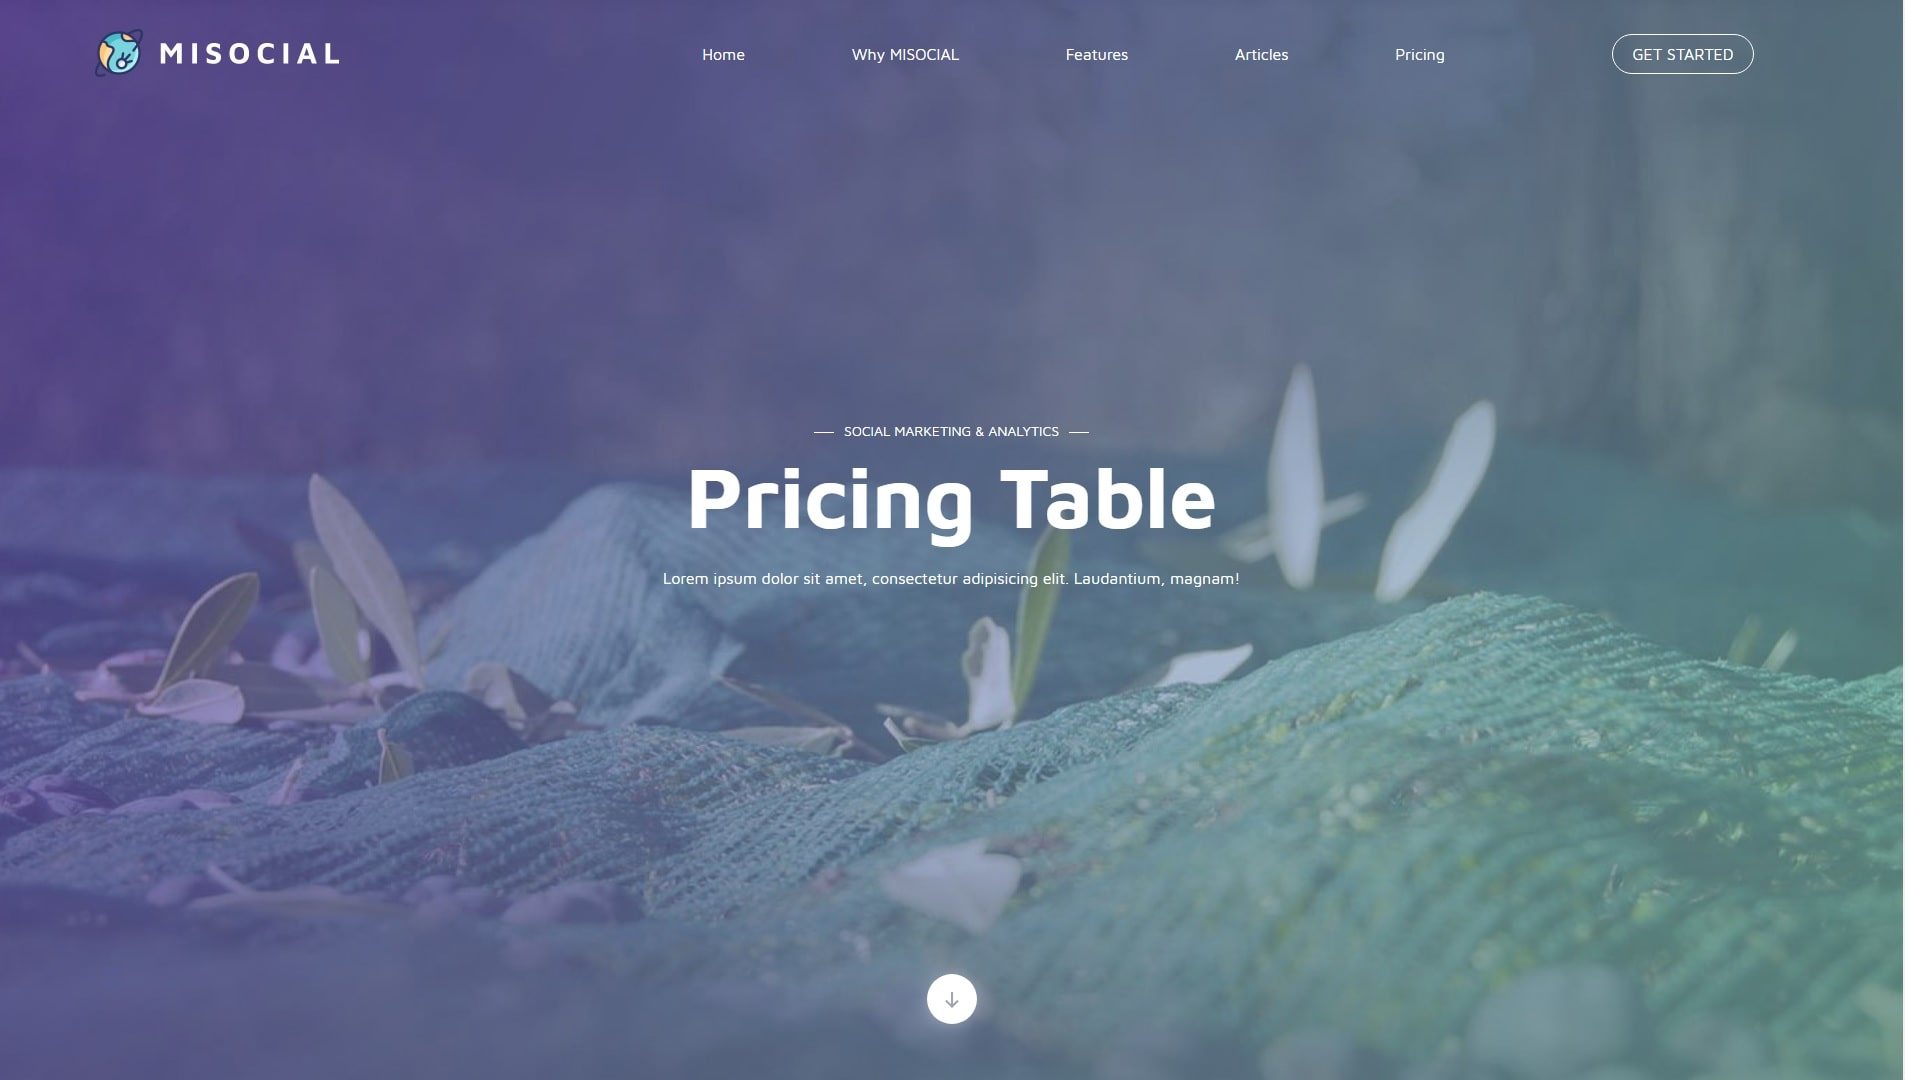 MISOCIAL
Home
Why MISOCIAL
Features
Articles
Pricing
GET STARTED
SOCIAL MARKETING & ANALYTICS
Pricing Table
Lorem ipsum dolor sit amet, consectetur adipisicing elit. Laudantium, magnam!